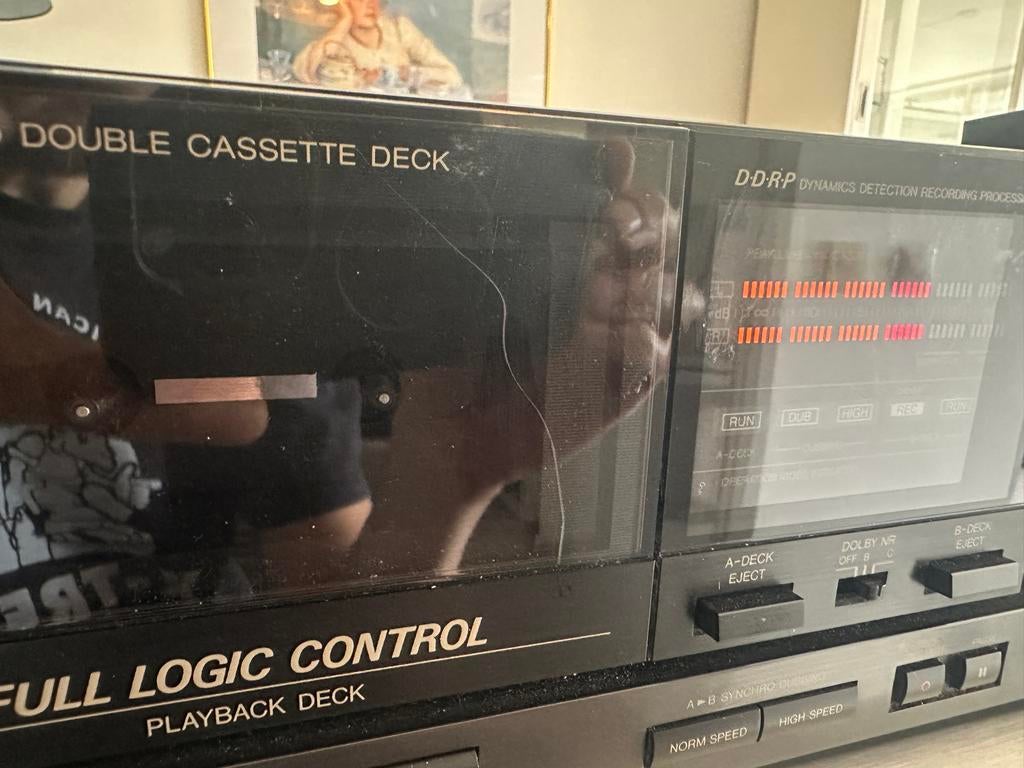 DOUBLE CASSETTE DECK
D·D·R·P DYNAMICS DETECTION RECORDING PROCESS
L
dB
R
RUN DUB HIGH REC RUN
A-DECK
A-DECK
EJECT
DOLBY NR
OFF B C
B-DECK
EJECT
FULL LOGIC CONTROL
PLAYBACK DECK
A►B SYNCHRO DUBBING
NORM SPEED
HIGH SPEED